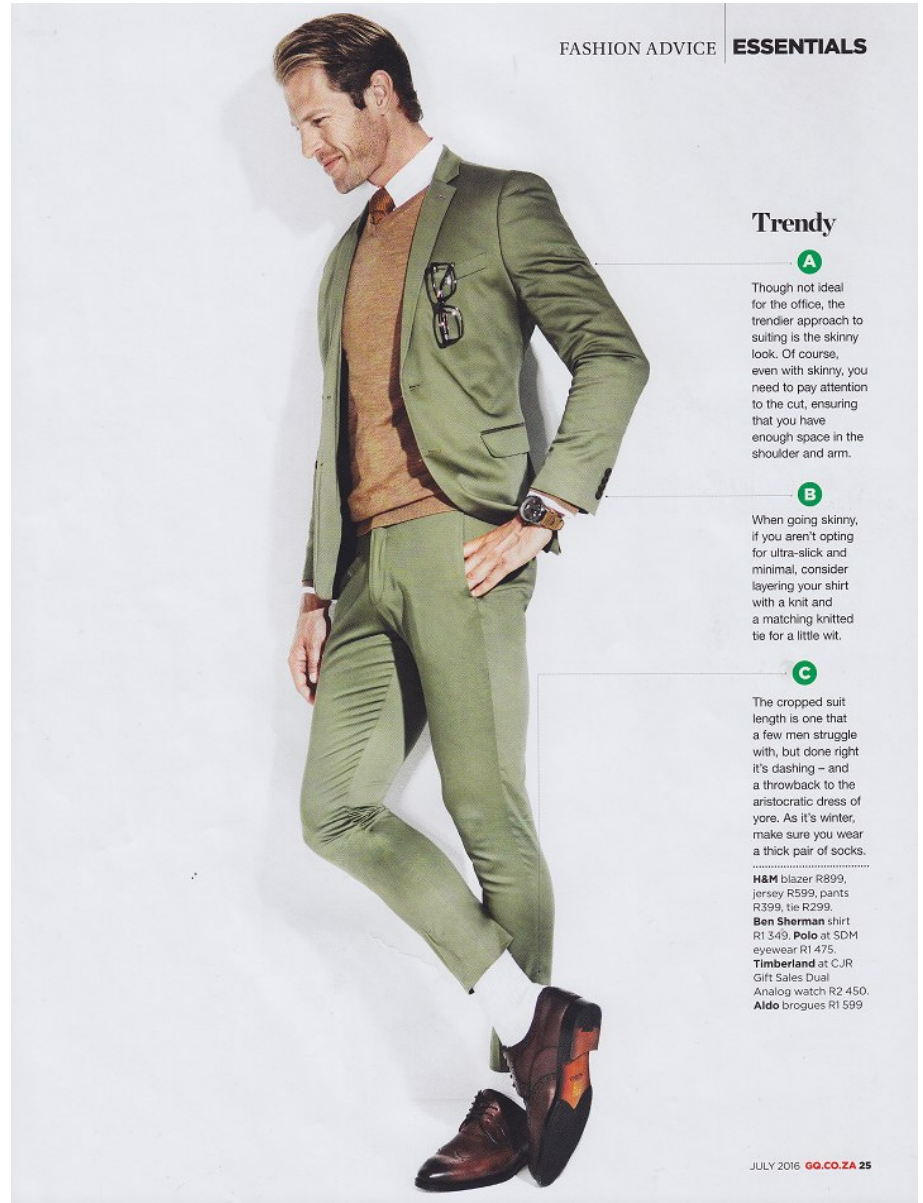 FASHION ADVICE ESSENTIALS
Trendy
A
Though not ideal
for the office, the
trendier approach to
suiting is the skinny
look. Of course,
even with skinny, you
need to pay attention
to the cut, ensuring
that you have
enough space in the
shoulder and arm.
B
When going skinny,
if you aren't opting
for ultra-slick and
minimal, consider
layering your shirt
with a knit and
a matching knitted
tie for a little wit.
C
The cropped suit
length is one that
a few men struggle
with, but done right
it's dashing – and
a throwback to the
aristocratic dress of
yore. As it's winter,
make sure you wear
a thick pair of socks.
H&M blazer R899,
jersey R599, pants
R399, tie R299.
Ben Sherman shirt
R1 349. Polo at SDM
eyewear R1 475.
Timberland at CJR
Gift Sales Dual
Analog watch R2 450.
Aldo brogues R1 599
JULY 2016 GQ.CO.ZA 25